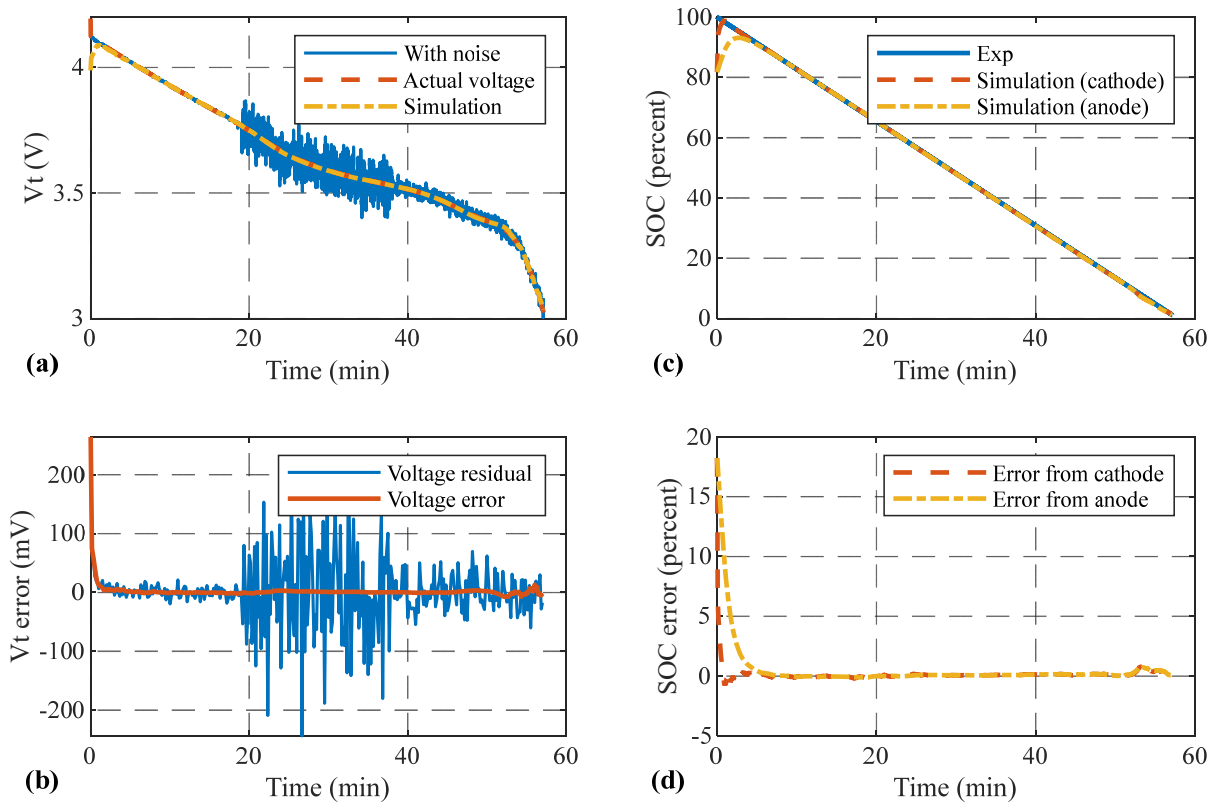 4
3.5
3
Vt (V)
With noise
Actual voltage
Simulation
0
20
40
60
Time (min)
(a)
100
80
60
40
20
0
SOC (percent)
Exp
Simulation (cathode)
Simulation (anode)
0
20
40
60
Time (min)
(c)
200
100
0
-100
-200
Vt error (mV)
Voltage residual
Voltage error
0
20
40
60
Time (min)
(b)
20
15
10
5
0
-5
SOC error (percent)
Error from cathode
Error from anode
0
20
40
60
Time (min)
(d)